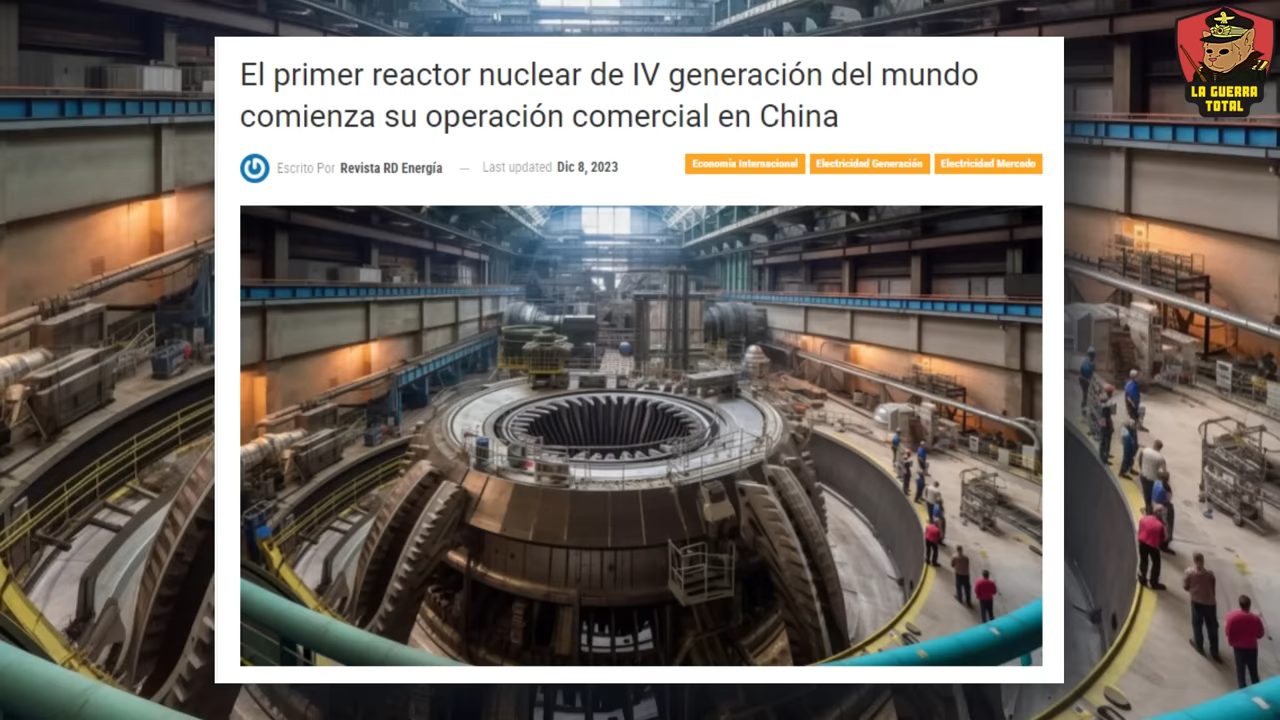 El primer reactor nuclear de IV generación del mundo
comienza su operación comercial en China
Escrito Por Revista RD Energía — Last updated Dic 8, 2023
Economía Internacional Electricidad Generación Electricidad Mercado
LA GUERRA
TOTAL